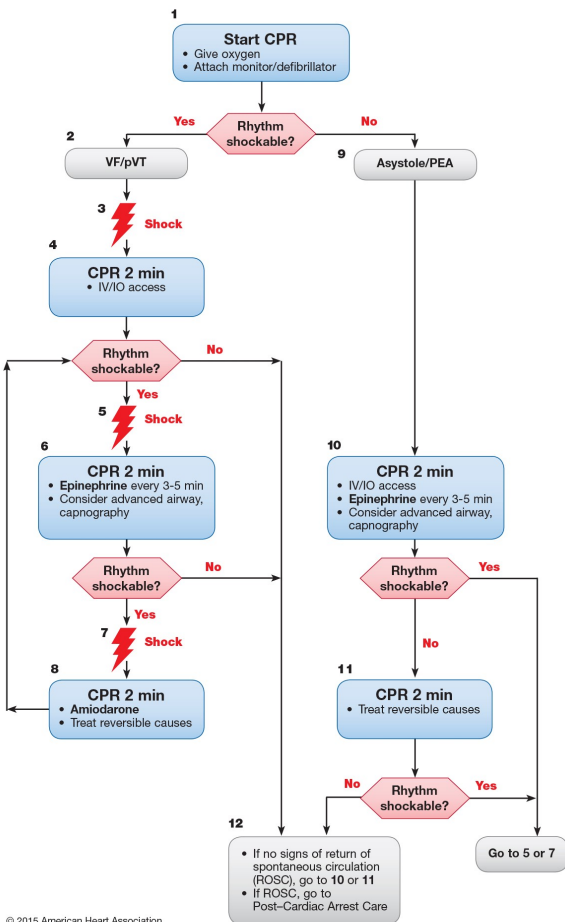 1
Start CPR
• Give oxygen
• Attach monitor/defibrillator
Rhythm
shockable?
Yes
No
2
VF/pVT
9
Asystole/PEA
3
Shock
4
CPR 2 min
• IV/IO access
Rhythm
shockable?
No
Yes
5
Shock
6
CPR 2 min
• Epinephrine every 3-5 min
• Consider advanced airway,
capnography
Rhythm
shockable?
No
Yes
7
Shock
8
CPR 2 min
• Amiodarone
• Treat reversible causes
10
CPR 2 min
• IV/IO access
• Epinephrine every 3-5 min
• Consider advanced airway,
capnography
Rhythm
shockable?
Yes
No
11
CPR 2 min
• Treat reversible causes
Rhythm
shockable?
No
Yes
12
• If no signs of return of
spontaneous circulation
(ROSC), go to 10 or 11
• If ROSC, go to
Post–Cardiac Arrest Care
Go to 5 or 7
© 2015 American Heart Association